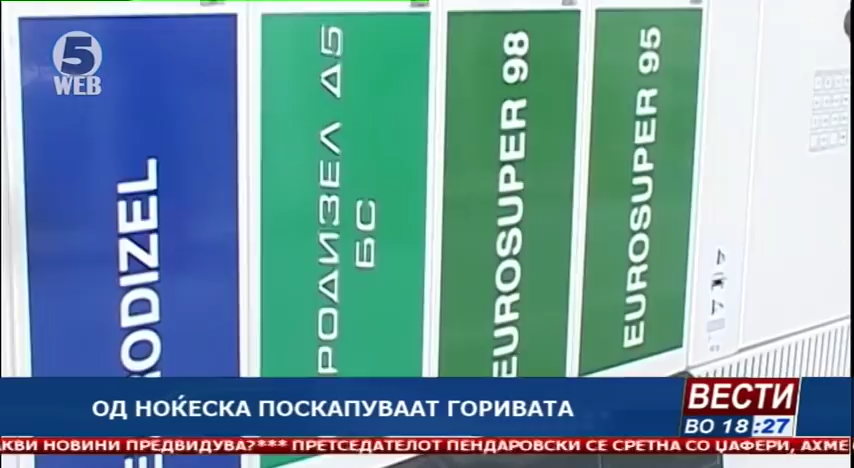 5
WEB
RODIZEL
РОДИЗЕЛ Д5
БС
EUROSUPER 98
EUROSUPER 95
ОД НОЌЕСКА ПОСКАПУВААТ ГОРИВАТА
ВЕСТИ
ВО 18:27
АКВИ НОВИНИ ПРЕДВИДУВА?*** ПРЕТСЕДАТЕЛОТ ПЕНДАРОВСКИ СЕ СРЕТНА СО ЏАФЕРИ, АХМЕ